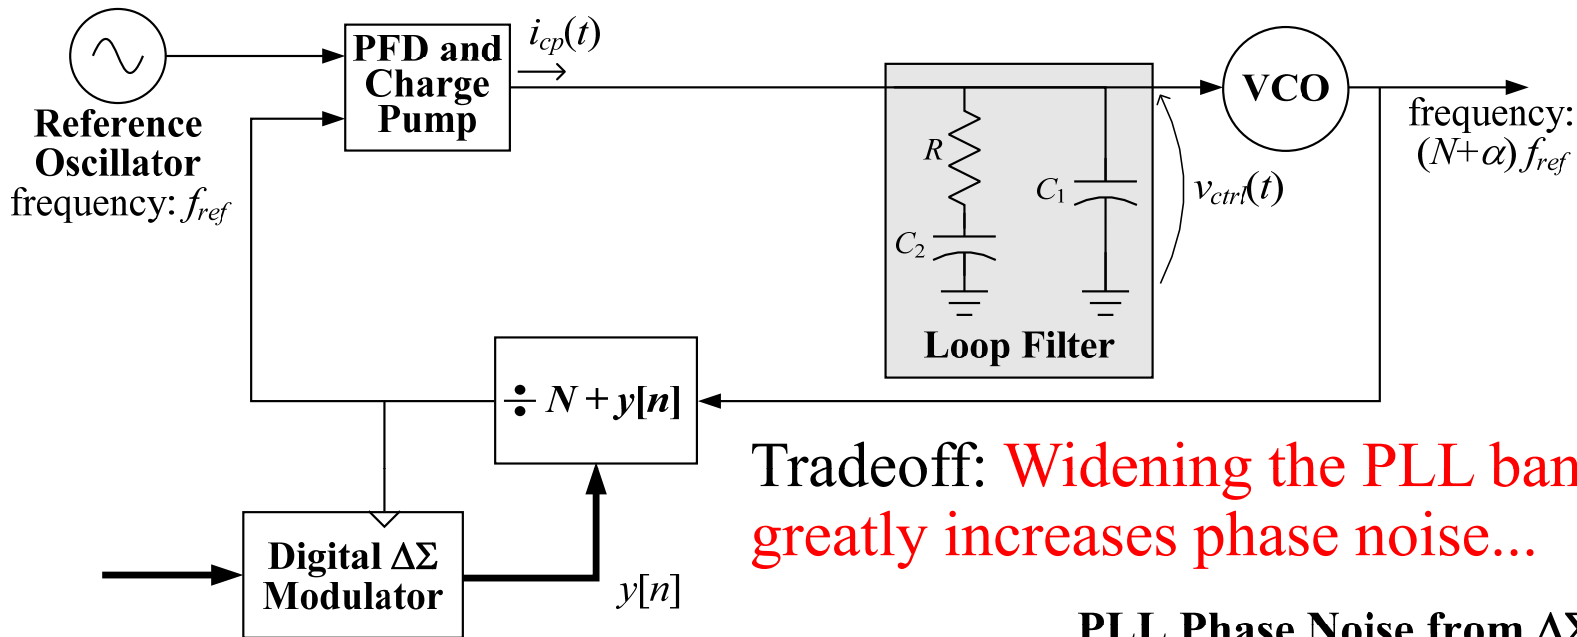 PFD and
Charge
Pump
i_cp(t)
Reference
Oscillator
frequency: f_ref
VCO
frequency:
(N+α) f_ref
R
C_1
C_2
v_ctrl(t)
Loop Filter
÷ N + y[n]
Tradeoff: Widening the PLL ban
greatly increases phase noise...
Digital ΔΣ
Modulator
y[n]
PLL Phase Noise from ΔΣ